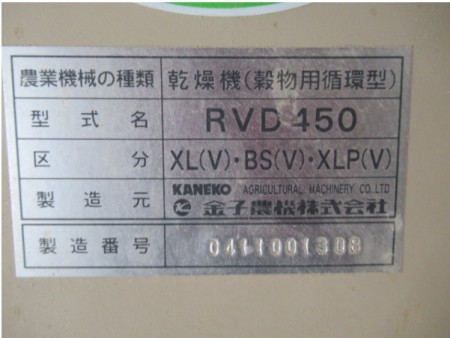 農業機械の種類 乾燥機(穀物用循環型)
型式名 RVD450
区分 XL(V)・BS(V)・XLP(V)
製造元 KANEKO AGRICULTURAL MACHINERY CO. LTD
金子農機株式会社
製造番号